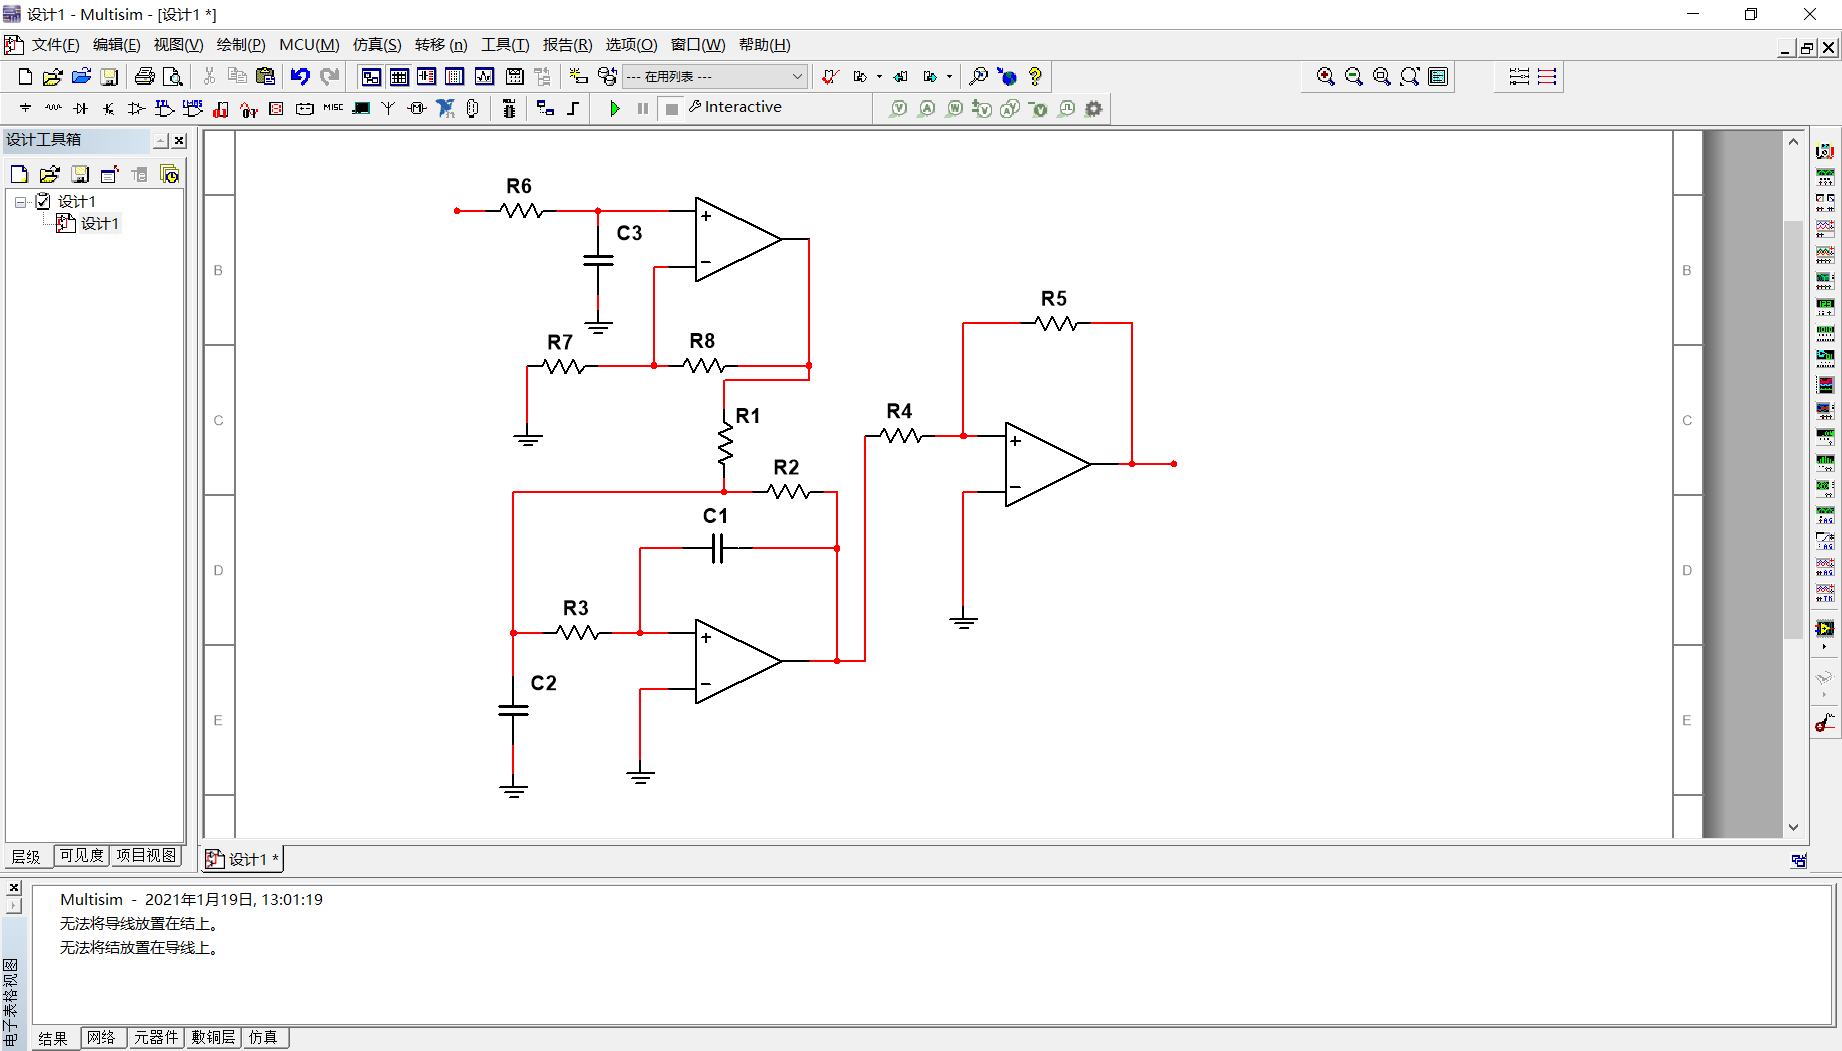 设计1 - Multisim - [设计1 *]
文件(F) 编辑(E) 视图(V) 绘制(P) MCU(M) 仿真(S) 转移 (n) 工具(T) 报告(R) 选项(O) 窗口(W) 帮助(H)
--- 在用列表 ---
MISC
Interactive
设计工具箱
设计1
设计1
R6
C3
B
B
R5
R7
R8
R4
R1
C
C
R2
C1
D
D
R3
C2
E
E
层级 可见度 项目视图
设计1 *
Multisim - 2021年1月19日, 13:01:19
无法将导线放置在结上。
无法将结放置在导线上。
电子表格视图
结果 网络 元器件 敷铜层 仿真